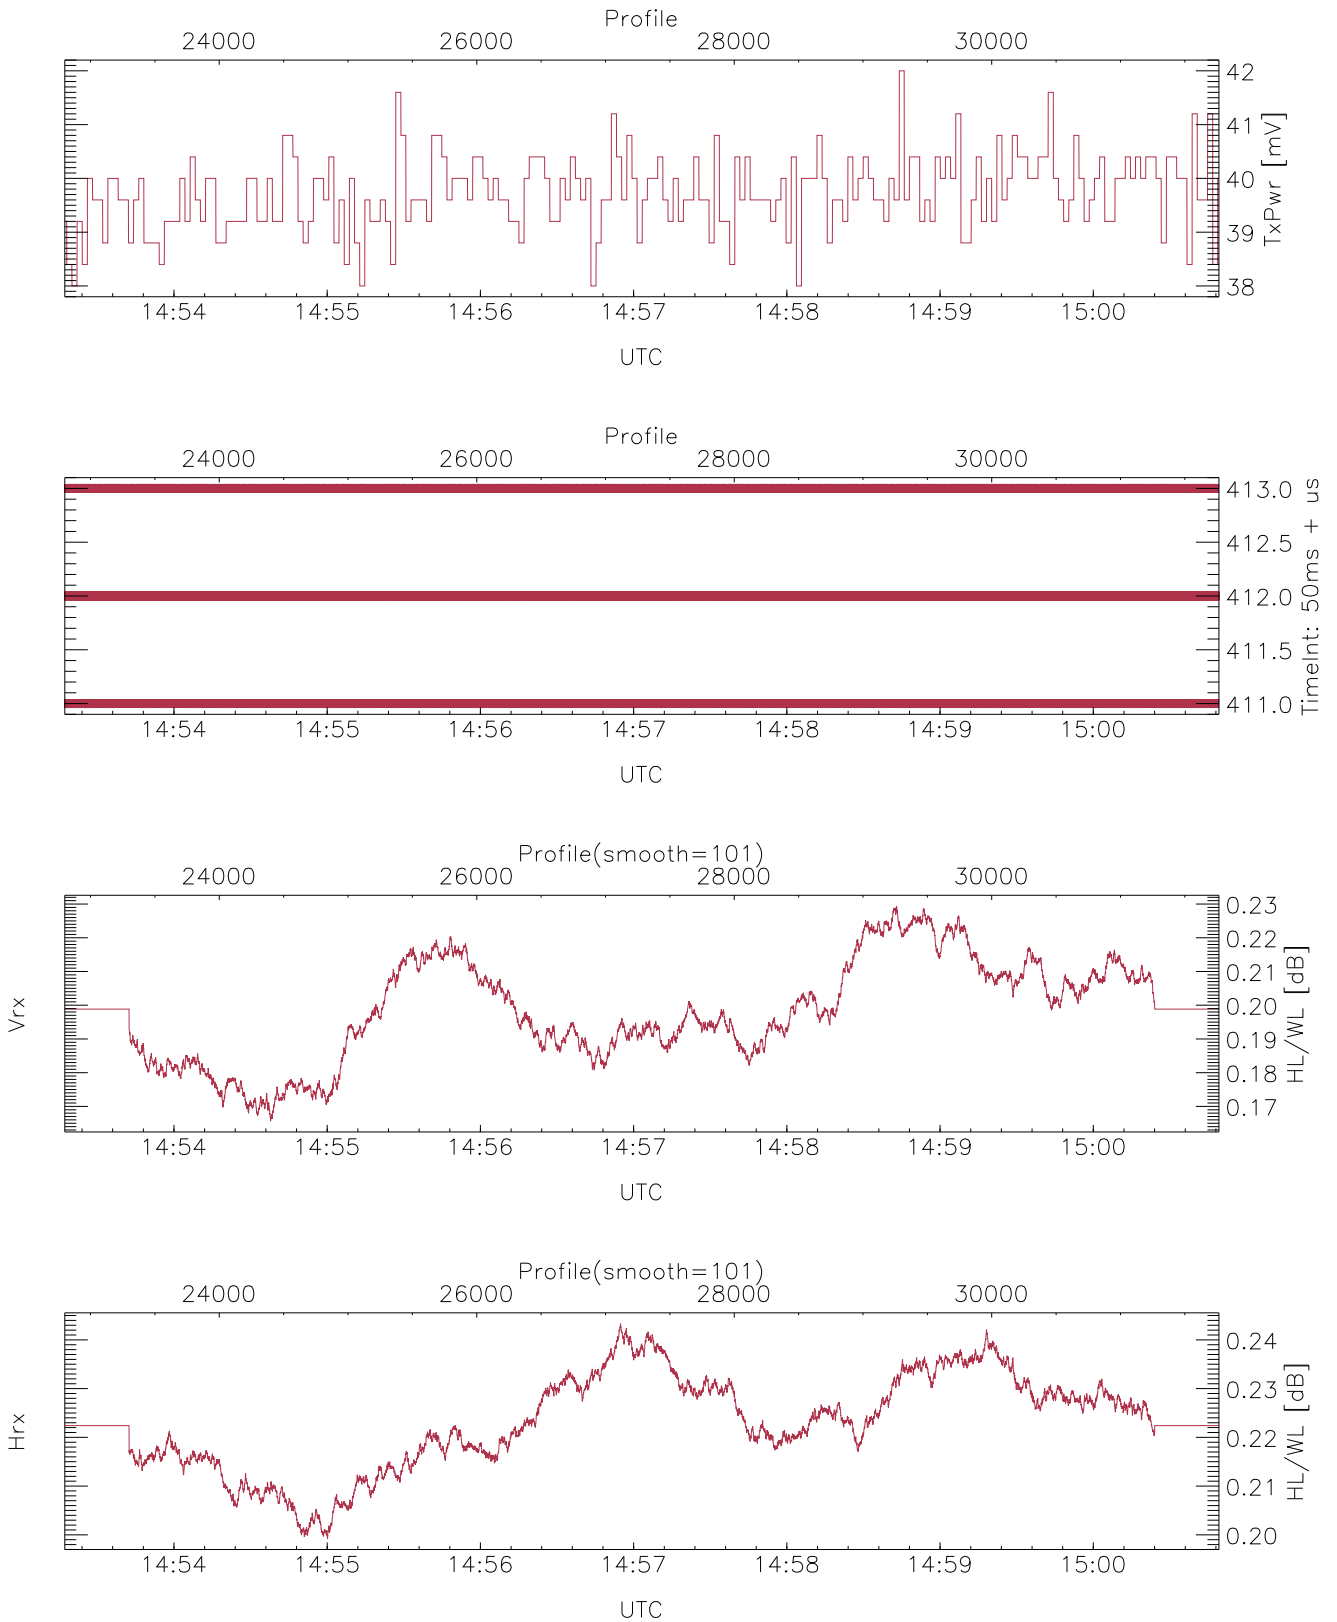 Profile
24000 26000 28000 30000
42
41
40
39
38
TxPwr [mV]
14:54 14:55 14:56 14:57 14:58 14:59 15:00
UTC
Profile
24000 26000 28000 30000
413.0
412.5
412.0
411.5
411.0
TimeInt: 50ms + us
14:54 14:55 14:56 14:57 14:58 14:59 15:00
UTC
Profile(smooth=101)
24000 26000 28000 30000
Vrx
0.23
0.22
0.21
0.20
0.19
0.18
0.17
HL/WL [dB]
14:54 14:55 14:56 14:57 14:58 14:59 15:00
UTC
Profile(smooth=101)
24000 26000 28000 30000
Hrx
0.24
0.23
0.22
0.21
0.20
HL/WL [dB]
14:54 14:55 14:56 14:57 14:58 14:59 15:00
UTC